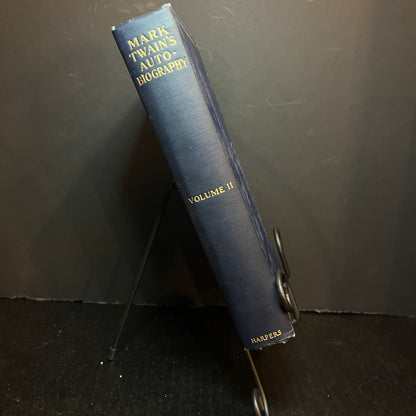 MARK
TWAIN'S
AUTO-
BIOGRAPHY
VOLUME II
HARPERS